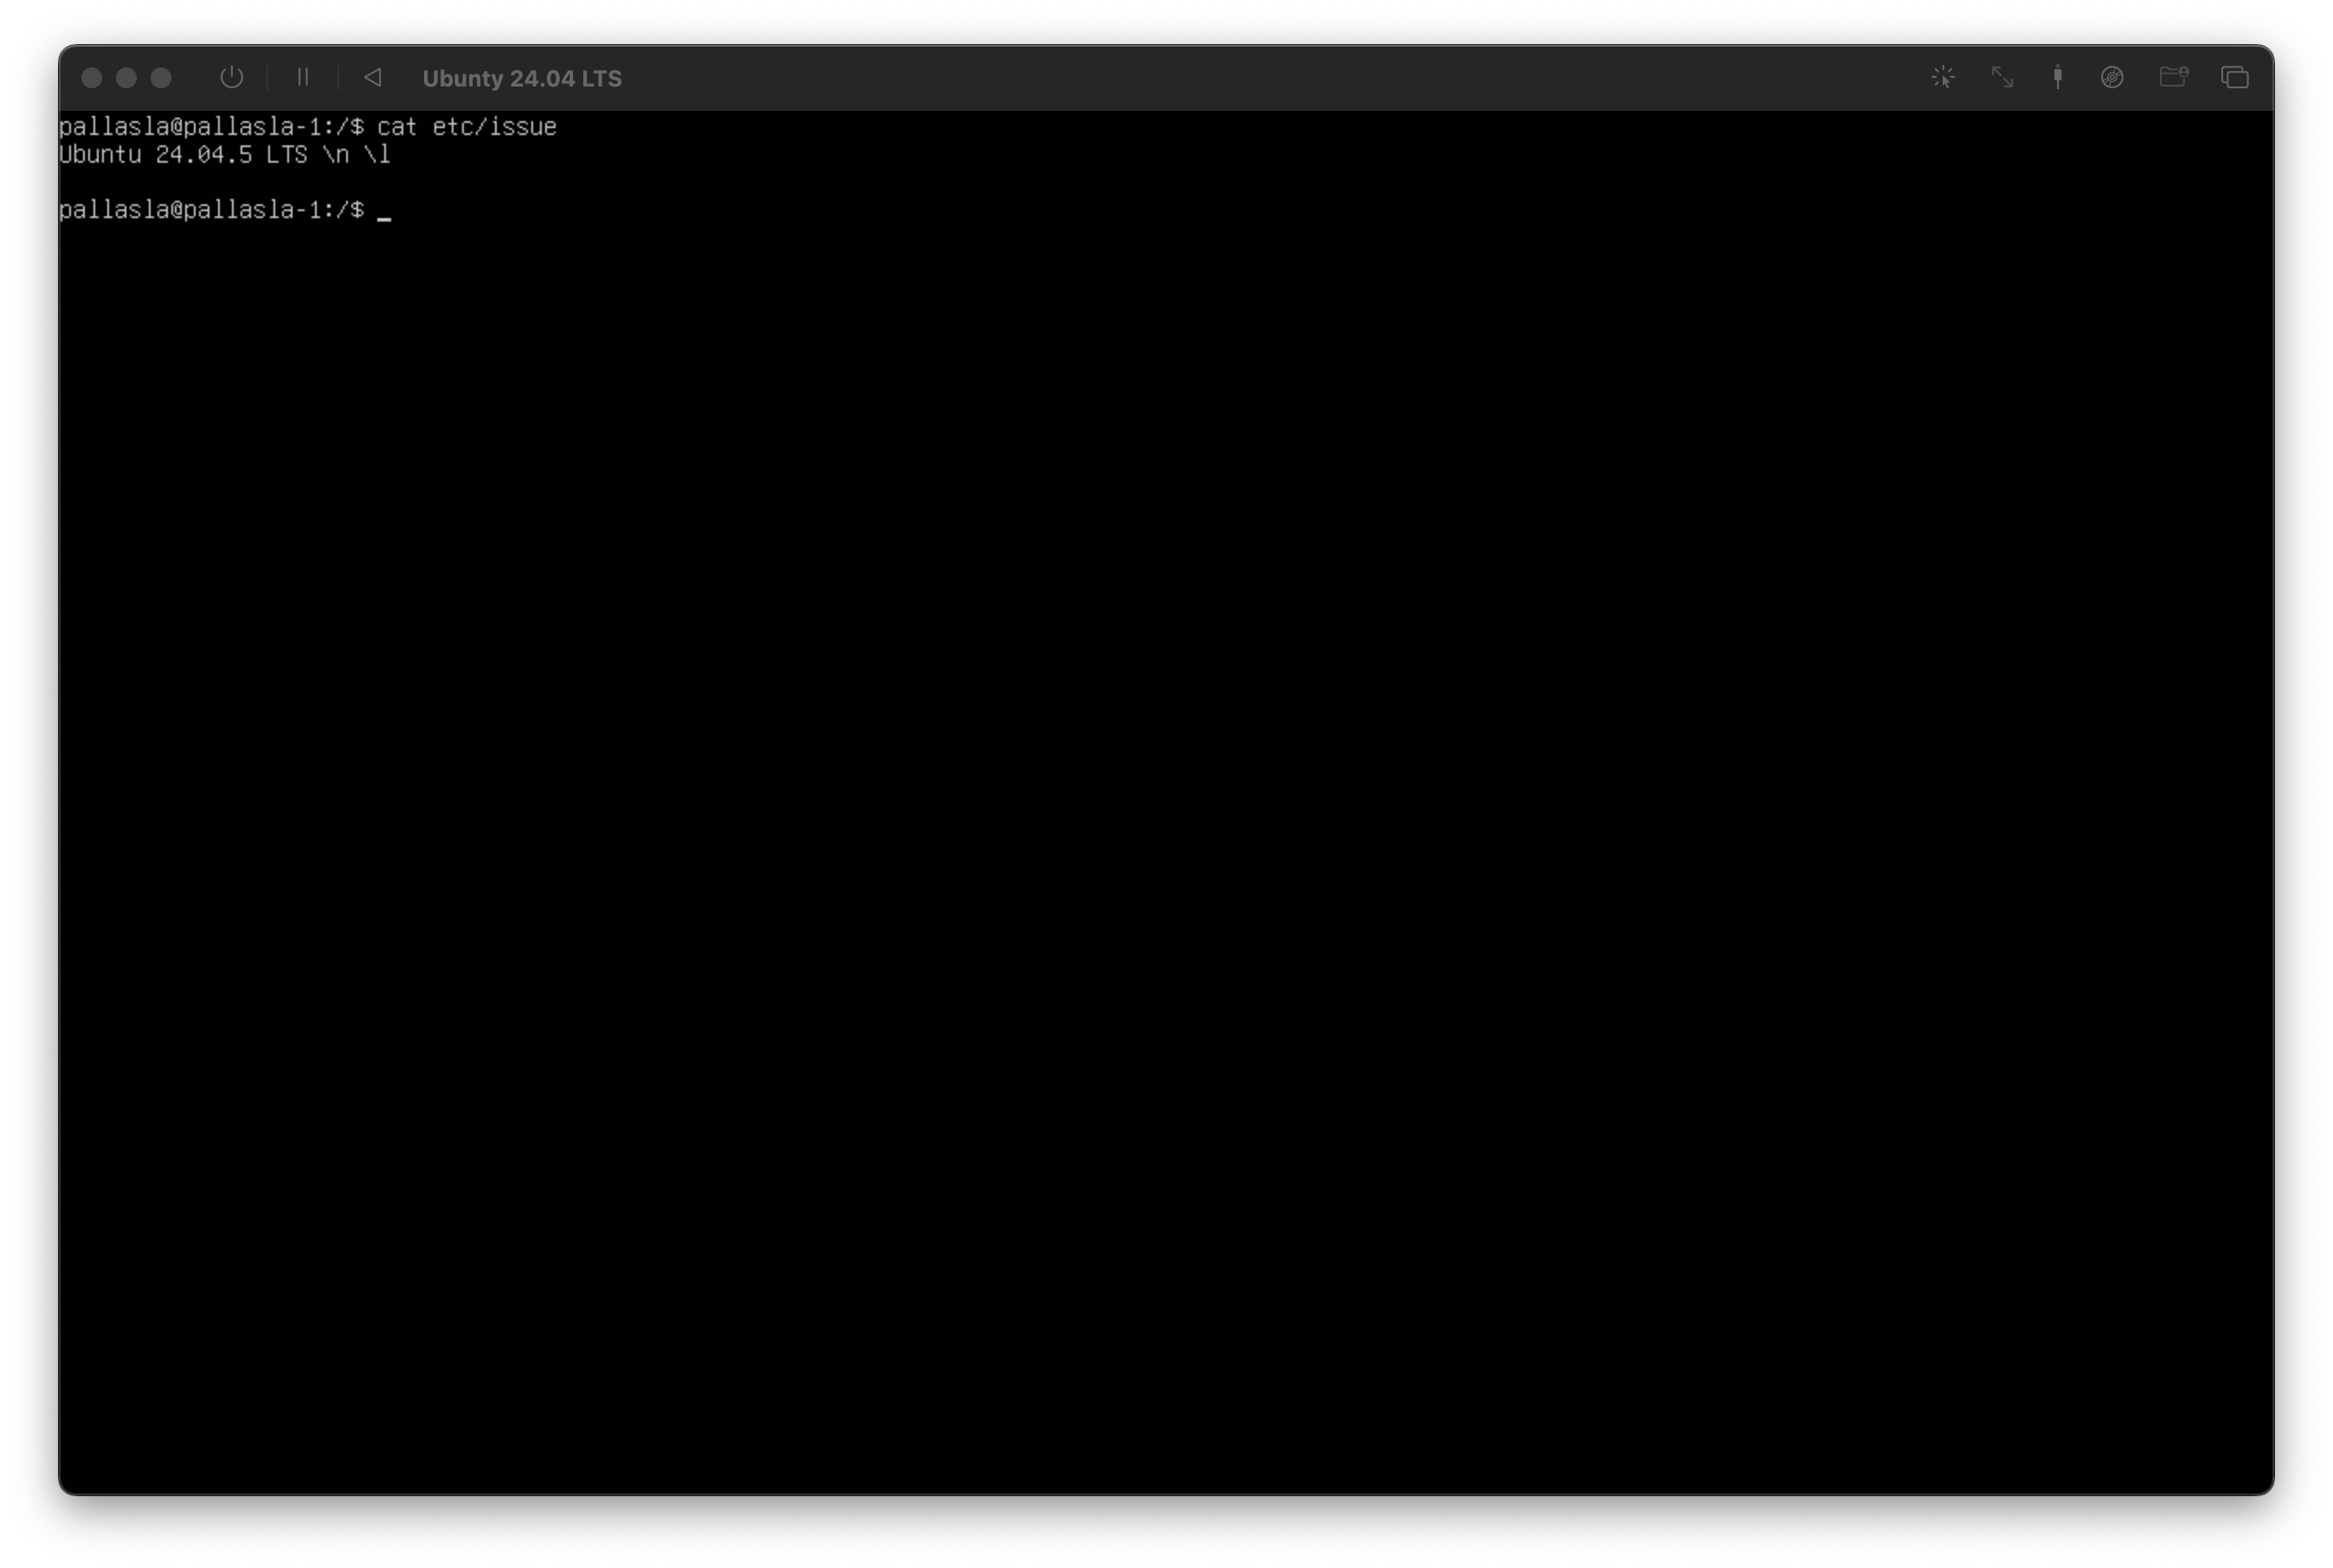 Ubunty 24.04 LTS
pallasla@pallasla-1:/$ cat etc/issue
Ubuntu 24.04.5 LTS \n \l
pallasla@pallasla-1:/$ _